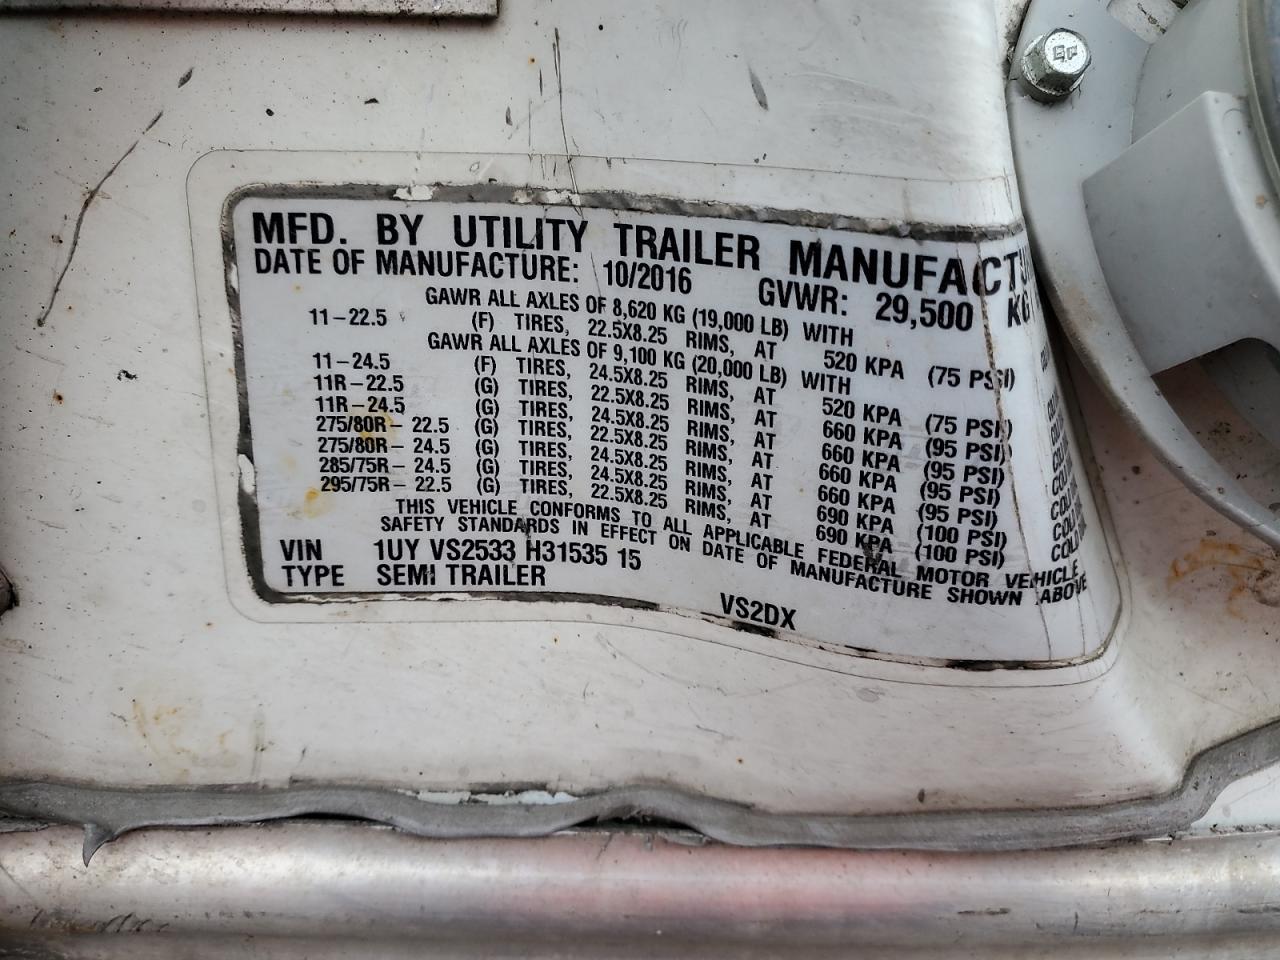 GF
MFD. BY UTILITY TRAILER MANUFACTU
DATE OF MANUFACTURE: 10/2016 GVWR: 29,500 KG
GAWR ALL AXLES OF 8,620 KG (19,000 LB) WITH
11-22.5 (F) TIRES, 22.5X8.25 RIMS, AT 520 KPA (75 PSI)
GAWR ALL AXLES OF 9,100 KG (20,000 LB) WITH
11-24.5 (F) TIRES, 24.5X8.25 RIMS, AT 520 KPA (75 PSI)
11R-22.5 (G) TIRES, 22.5X8.25 RIMS, AT 660 KPA (95 PSI)
11R-24.5 (G) TIRES, 24.5X8.25 RIMS, AT 660 KPA (95 PSI)
275/80R-22.5 (G) TIRES, 22.5X8.25 RIMS, AT 660 KPA (95 PSI)
275/80R-24.5 (G) TIRES, 24.5X8.25 RIMS, AT 660 KPA (95 PSI)
285/75R-24.5 (G) TIRES, 24.5X8.25 RIMS, AT 690 KPA (100 PSI)
295/75R-22.5 (G) TIRES, 22.5X8.25 RIMS, AT 690 KPA (100 PSI) COLD
THIS VEHICLE CONFORMS TO ALL APPLICABLE FEDERAL MOTOR VEHICLE
SAFETY STANDARDS IN EFFECT ON DATE OF MANUFACTURE SHOWN ABOVE
VIN 1UY VS2533 H31535 15
TYPE SEMI TRAILER
VS2DX